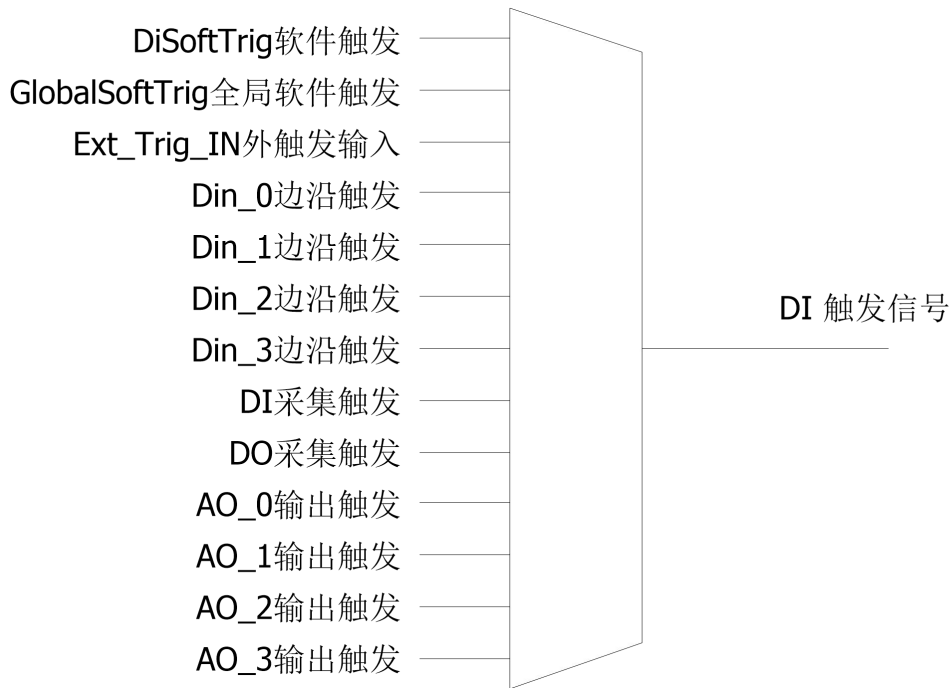 DiSoftTrig软件触发
GlobalSoftTrig全局软件触发
Ext_Trig_IN外触发输入
Din_0边沿触发
Din_1边沿触发
Din_2边沿触发
Din_3边沿触发
DI采集触发
DO采集触发
AO_0输出触发
AO_1输出触发
AO_2输出触发
AO_3输出触发
DI 触发信号